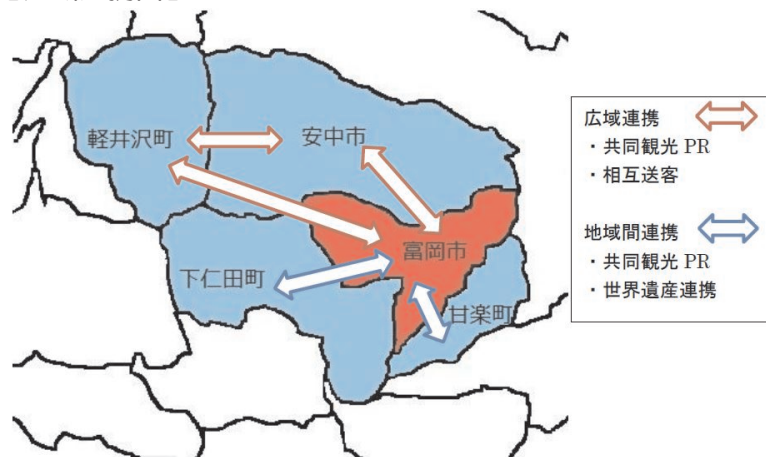 軽井沢町
安中市
富岡市
下仁田町
甘楽町
広域連携
・共同観光 PR
・相互送客
地域間連携
・共同観光 PR
・世界遺産連携